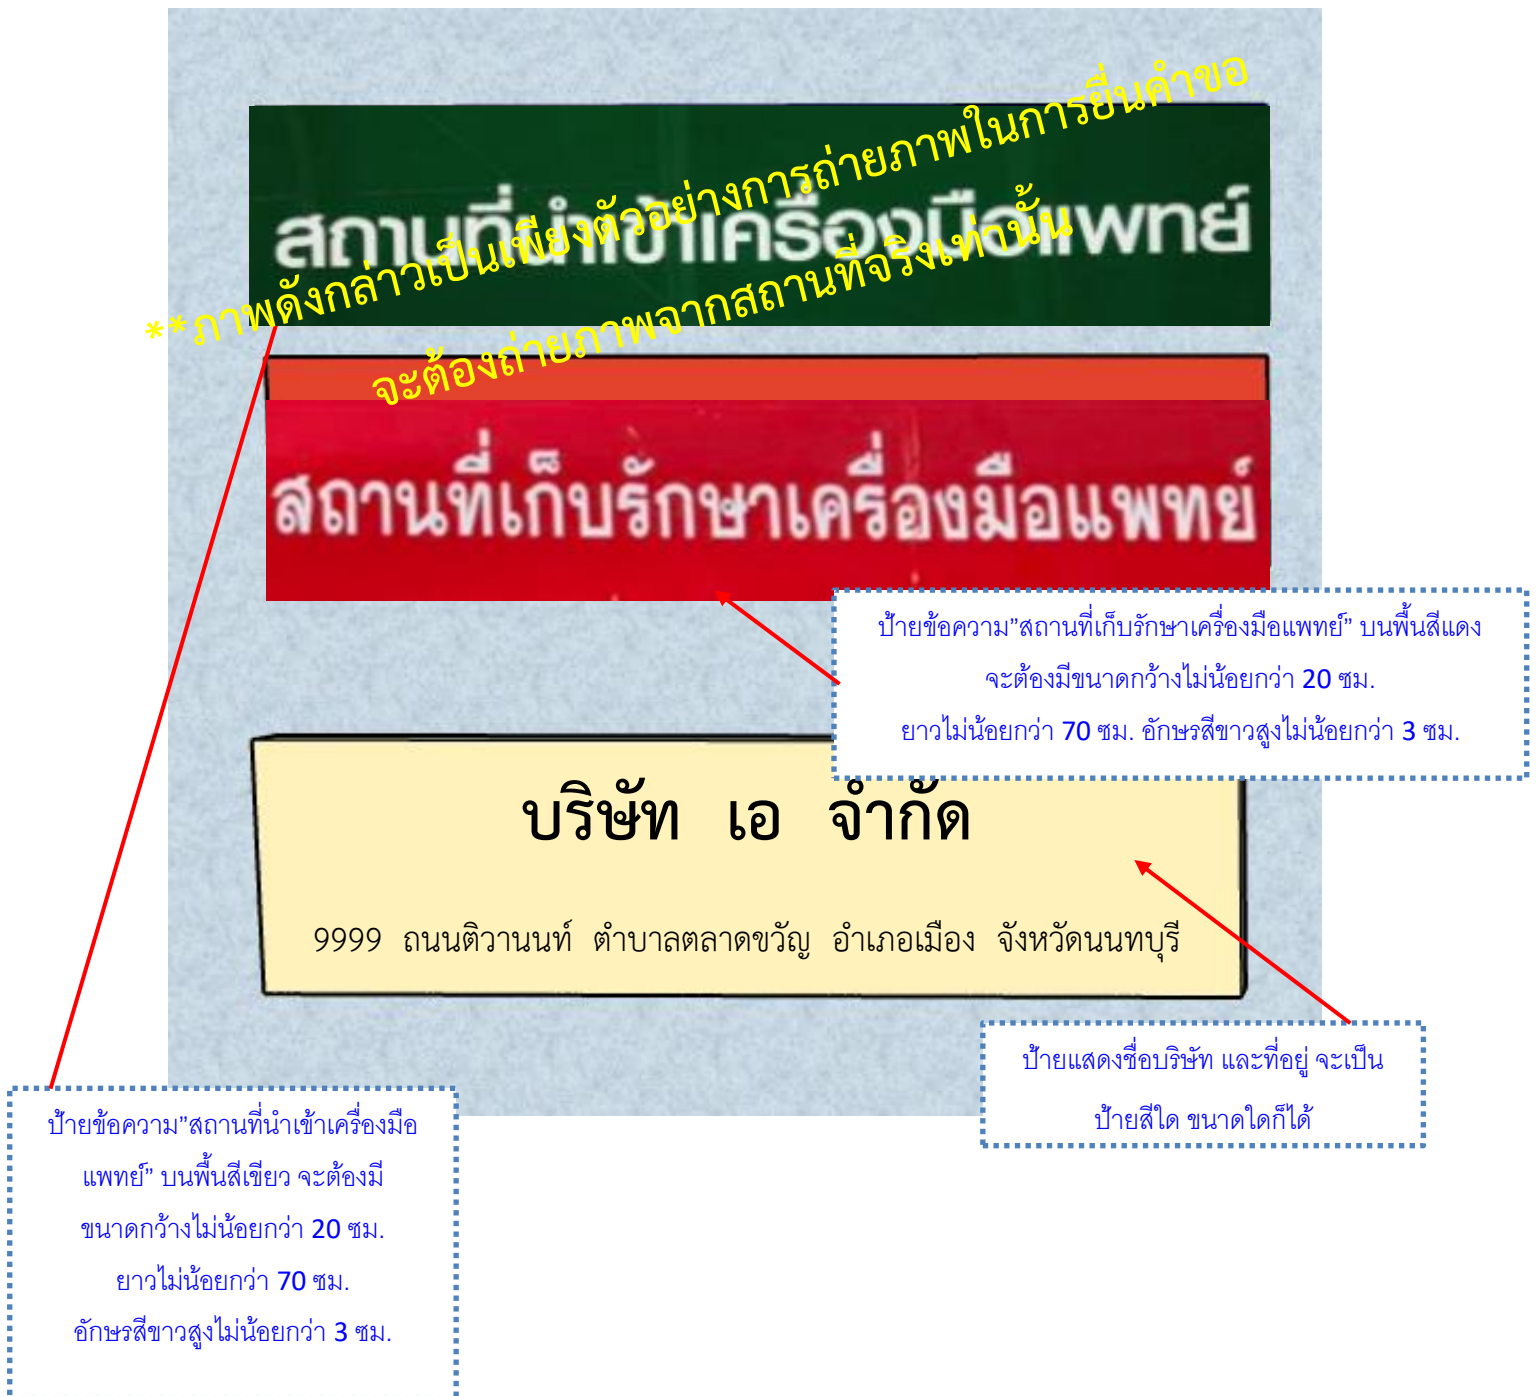 สถานที่นำเข้าเครื่องมือแพทย์
**ภาพดังกล่าวเป็นเพียงตัวอย่างการถ่ายภาพในการยื่นคำขอ
จะต้องถ่ายภาพจากสถานที่จริงเท่านั้น
สถานที่เก็บรักษาเครื่องมือแพทย์
ป้ายข้อความ"สถานที่เก็บรักษาเครื่องมือแพทย์" บนพื้นสีแดง
จะต้องมีขนาดกว้างไม่น้อยกว่า 20 ซม.
ยาวไม่น้อยกว่า 70 ซม. อักษรสีขาวสูงไม่น้อยกว่า 3 ซม.
บริษัท เอ จำกัด
9999 ถนนติวานนท์ ตำบาลตลาดขวัญ อำเภอเมือง จังหวัดนนทบุรี
ป้ายแสดงชื่อบริษัท และที่อยู่ จะเป็น
ป้ายสีใด ขนาดใดก็ได้
ป้ายข้อความ"สถานที่นำเข้าเครื่องมือ
แพทย์" บนพื้นสีเขียว จะต้องมี
ขนาดกว้างไม่น้อยกว่า 20 ซม.
ยาวไม่น้อยกว่า 70 ซม.
อักษรสีขาวสูงไม่น้อยกว่า 3 ซม.